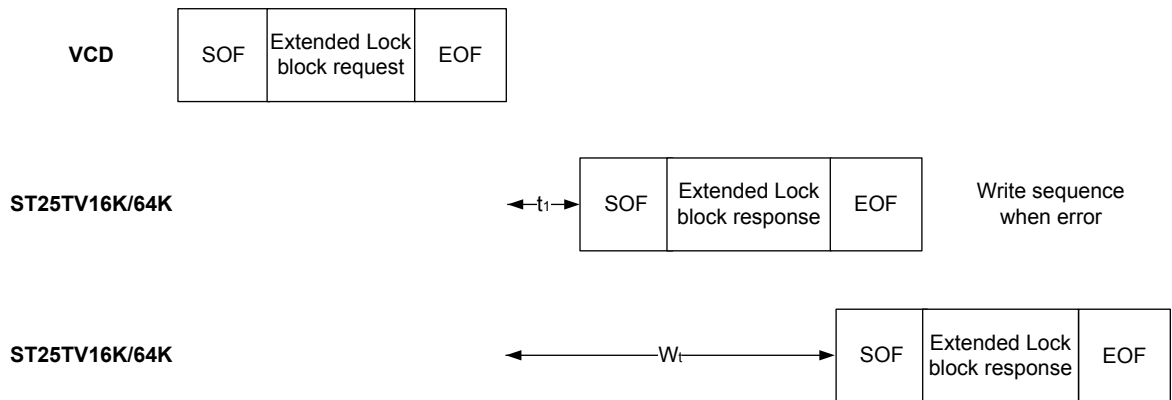 VCD
SOF
Extended Lock
block request
EOF
ST25TV16K/64K
t1
SOF
Extended Lock
block response
EOF
Write sequence
when error
ST25TV16K/64K
Wt
SOF
Extended Lock
block response
EOF